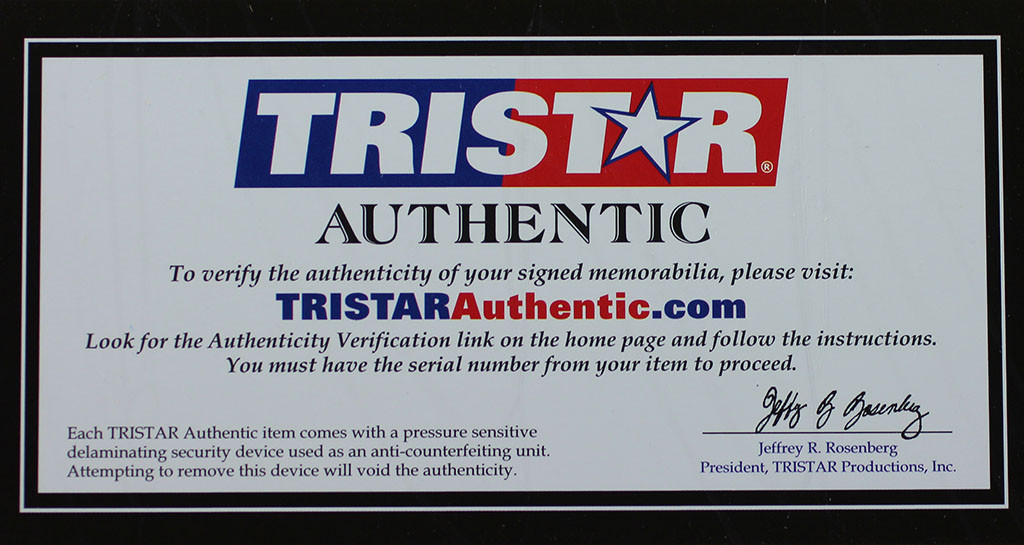 TRISTAR®
AUTHENTIC
To verify the authenticity of your signed memorabilia, please visit:
TRISTARAuthentic.com
Look for the Authenticity Verification link on the home page and follow the instructions.
You must have the serial number from your item to proceed.
Jeffrey R Rosenberg
Each TRISTAR Authentic item comes with a pressure sensitive
delaminating security device used as an anti-counterfeiting unit.
Attempting to remove this device will void the authenticity.
Jeffrey R. Rosenberg
President, TRISTAR Productions, Inc.